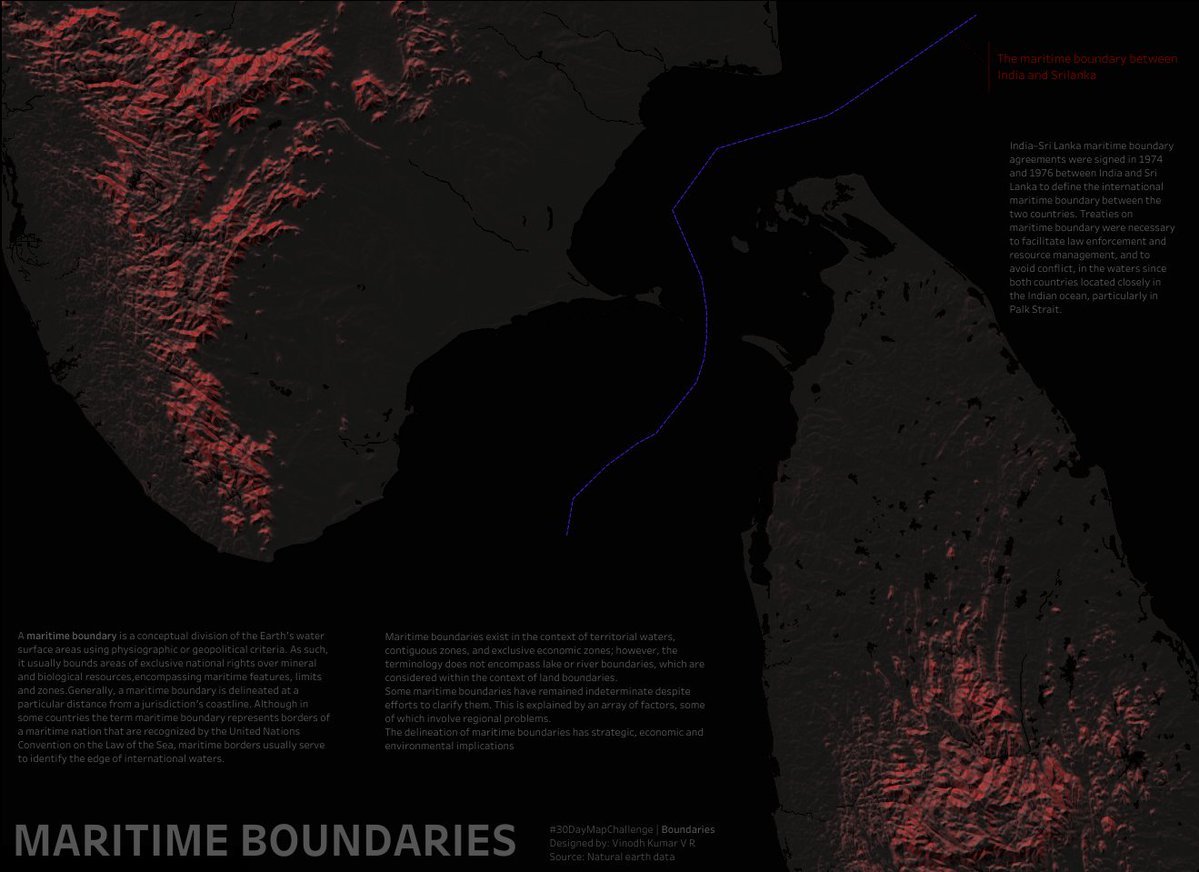 The maritime boundary between
India and Srilanka
India–Sri Lanka maritime boundary
agreements were signed in 1974
and 1976 between India and Sri
Lanka to define the international
maritime boundary between the
two countries. Treaties on
maritime boundary were necessary
to facilitate law enforcement and
resource management, and to
avoid conflict, in the waters since
both countries located closely in
the Indian ocean, particularly in
Palk Strait.
A maritime boundary is a conceptual division of the Earth's water
surface areas using physiographic or geopolitical criteria. As such,
it usually bounds areas of exclusive national rights over mineral
and biological resources,encompassing maritime features, limits
and zones.Generally, a maritime boundary is delineated at a
particular distance from a jurisdiction's coastline. Although in
some countries the term maritime boundary represents borders of
a maritime nation that are recognized by the United Nations
Convention on the Law of the Sea, maritime borders usually serve
to identify the edge of international waters.
Maritime boundaries exist in the context of territorial waters,
contiguous zones, and exclusive economic zones; however, the
terminology does not encompass lake or river boundaries, which are
considered within the context of land boundaries.
Some maritime boundaries have remained indeterminate despite
efforts to clarify them. This is explained by an array of factors, some
of which involve regional problems.
The delineation of maritime boundaries has strategic, economic and
environmental implications
MARITIME BOUNDARIES
#30DayMapChallenge | Boundaries
Designed by: Vinodh Kumar V R
Source: Natural earth data